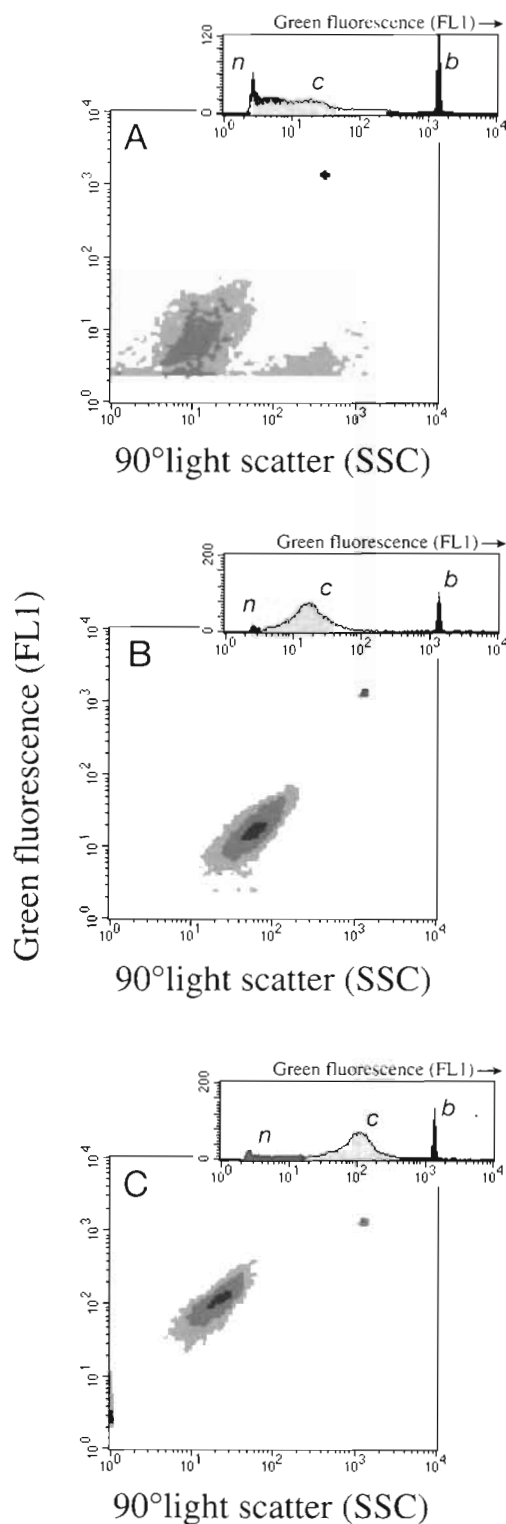 Green fluorescence (FL1) →
120
0
n
c
b
10^0 10^1 10^2 10^3 10^4
A
10^4
10^3
10^2
10^1
10^0
10^0 10^1 10^2 10^3 10^4
90°light scatter (SSC)
Green fluorescence (FL1) →
200
0
n
c
b
10^0 10^1 10^2 10^3 10^4
B
10^4
10^3
10^2
10^1
10^0
10^0 10^1 10^2 10^3 10^4
90°light scatter (SSC)
Green fluorescence (FL1)
Green fluorescence (FL1) →
200
0
n
c
b
10^0 10^1 10^2 10^3 10^4
C
10^4
10^3
10^2
10^1
10^0
10^0 10^1 10^2 10^3 10^4
90°light scatter (SSC)